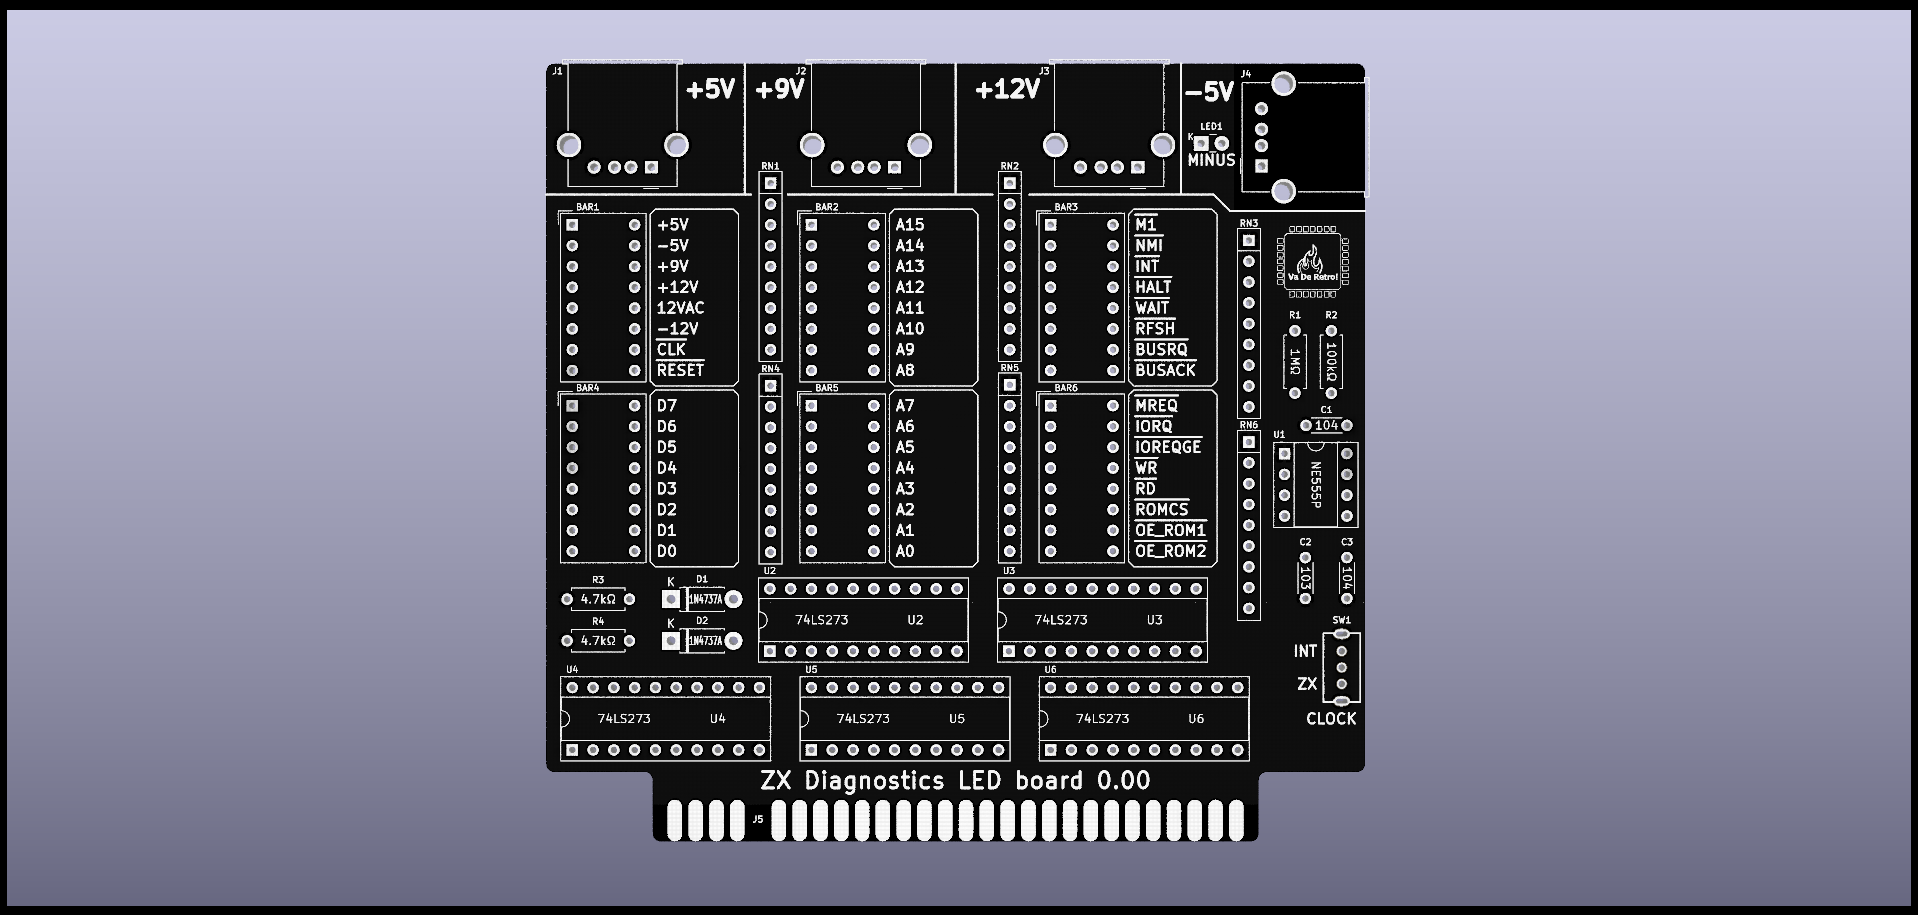 J1 J2 J3 J4
+5V +9V +12V -5V
LED1
K
MINUS
RN1 RN2
BAR1 BAR2 BAR3
+5V A15 M1
-5V A14 NMI
+9V A13 INT
+12V A12 HALT
12VAC A11 WAIT
-12V A10 RFSH
CLK A9 BUSRQ
RESET A8 BUSACK
RN3
Va De Retro!
R1 R2
1MΩ 100kΩ
RN4 RN5
BAR4 BAR5 BAR6
D7 A7 MREQ
D6 A6 IORQ
D5 A5 IOREQGE
D4 A4 WR
D3 A3 RD
D2 A2 ROMCS
D1 A1 OE_ROM1
D0 A0 OE_ROM2
C1
104
RN6
U1
NE555P
C2 C3
103 104
R3 K D1
4.7kΩ 1N4737A
R4 K D2
4.7kΩ 1N4737A
U2 U3
74LS273 U2 74LS273 U3
SW1
INT
ZX
CLOCK
U4 U5 U6
74LS273 U4 74LS273 U5 74LS273 U6
ZX Diagnostics LED board 0.00
J5